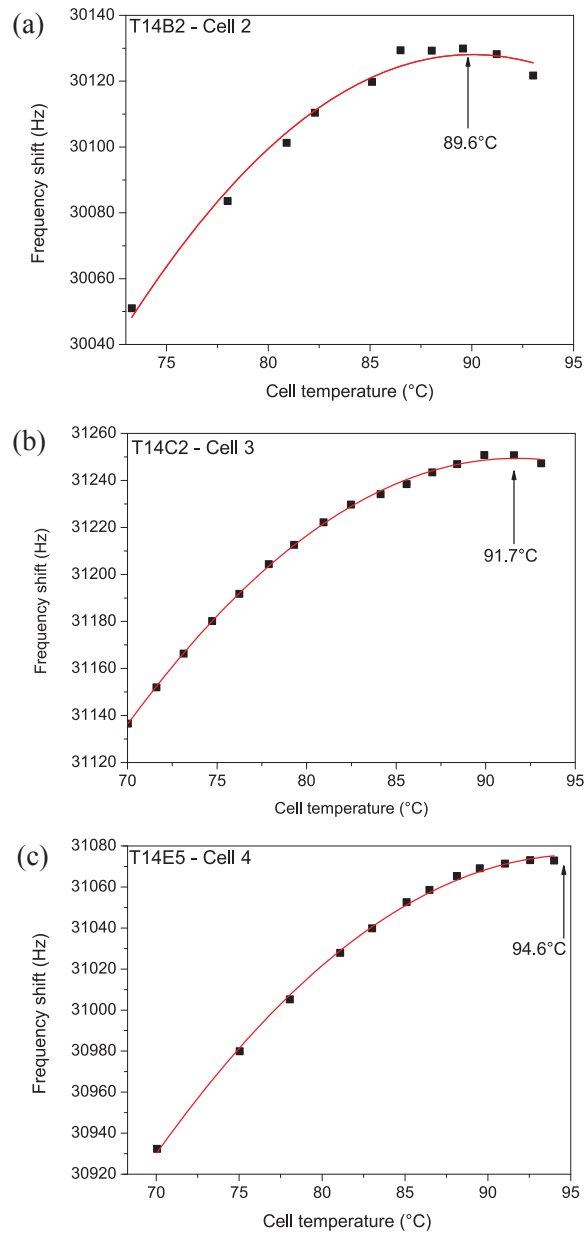 (a)
T14B2 - Cell 2
30140
30120
30100
30080
30060
30040
Frequency shift (Hz)
89.6°C
75 80 85 90 95
Cell temperature (°C)
(b)
T14C2 - Cell 3
31260
31240
31220
31200
31180
31160
31140
31120
Frequency shift (Hz)
91.7°C
70 75 80 85 90 95
Cell temperature (°C)
(c)
T14E5 - Cell 4
31080
31060
31040
31020
31000
30980
30960
30940
30920
Frequency shift (Hz)
94.6°C
70 75 80 85 90 95
Cell temperature (°C)